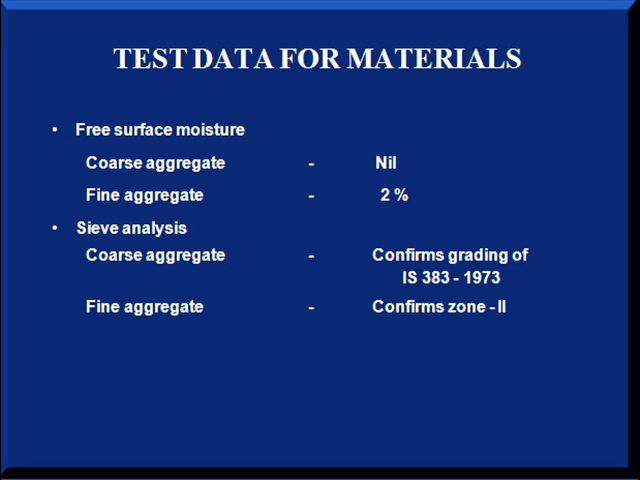 TEST DATA FOR MATERIALS
• Free surface moisture
Coarse aggregate - Nil
Fine aggregate - 2 %
• Sieve analysis
Coarse aggregate - Confirms grading of
IS 383 - 1973
Fine aggregate - Confirms zone - II